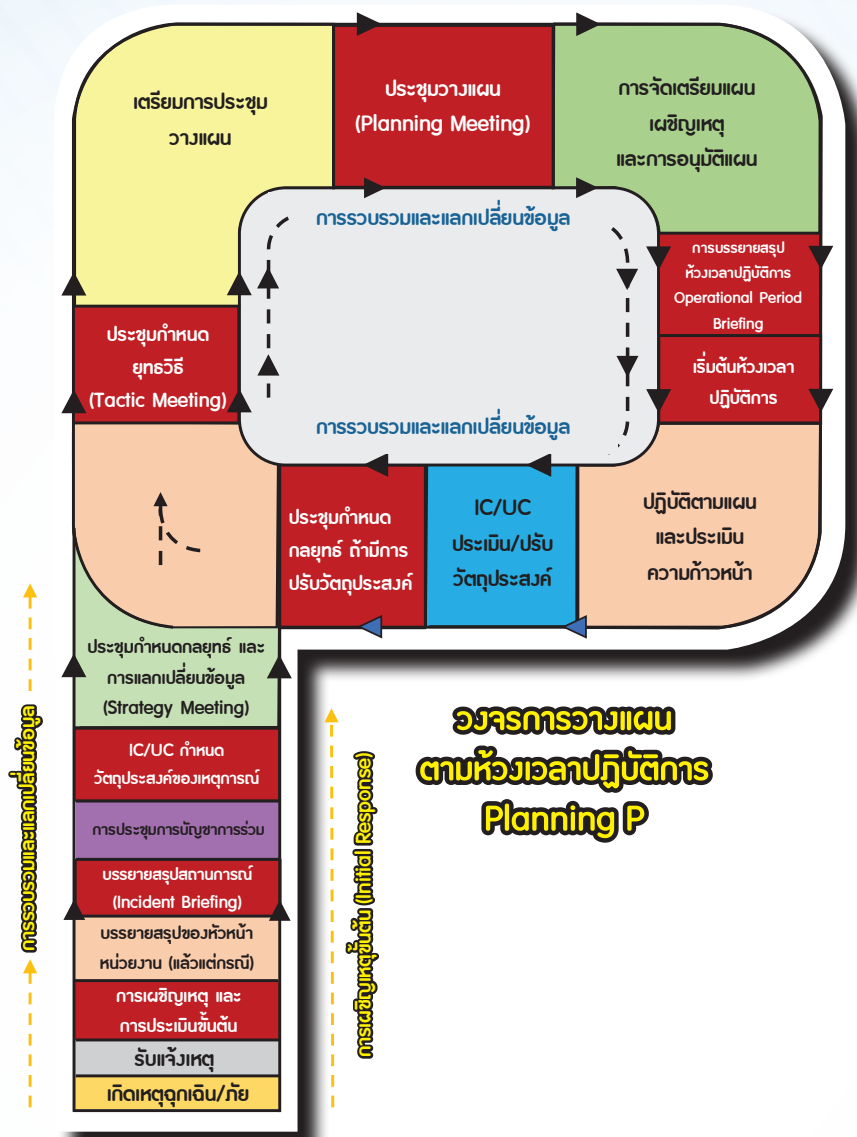 เตรียมการประชุม
วางแผน
ประชุมวางแผน
(Planning Meeting)
การจัดเตรียมแผน
เผชิญเหตุ
และการอนุมัติแผน
การรวบรวมและแลกเปลี่ยนข้อมูล
การบรรยายสรุป
ห้วงเวลาปฏิบัติการ
Operational Period
Briefing
ประชุมกำหนด
ยุทธวิธี
(Tactic Meeting)
เริ่มต้นห้วงเวลา
ปฏิบัติการ
การรวบรวมและแลกเปลี่ยนข้อมูล
ประชุมกำหนด
กลยุทธ์ ถ้ามีการ
ปรับวัตถุประสงค์
IC/UC
ประเมิน/ปรับ
วัตถุประสงค์
ปฏิบัติตามแผน
และประเมิน
ความก้าวหน้า
ประชุมกำหนดกลยุทธ์ และ
การแลกเปลี่ยนข้อมูล
(Strategy Meeting)
IC/UC กำหนด
วัตถุประสงค์ของเหตุการณ์
การประชุมการบัญชาการร่วม
บรรยายสรุปสถานการณ์
(Incident Briefing)
บรรยายสรุปของหัวหน้า
หน่วยงาน (แล้วแต่กรณี)
การเผชิญเหตุ และ
การประเมินขั้นต้น
รับแจ้งเหตุ
เกิดเหตุฉุกเฉิน/ภัย
การรวบรวมและแลกเปลี่ยนข้อมูล
การเผชิญเหตุขั้นต้น (Initial Response)
วงจรการวางแผน
ตามห้วงเวลาปฏิบัติการ
Planning P